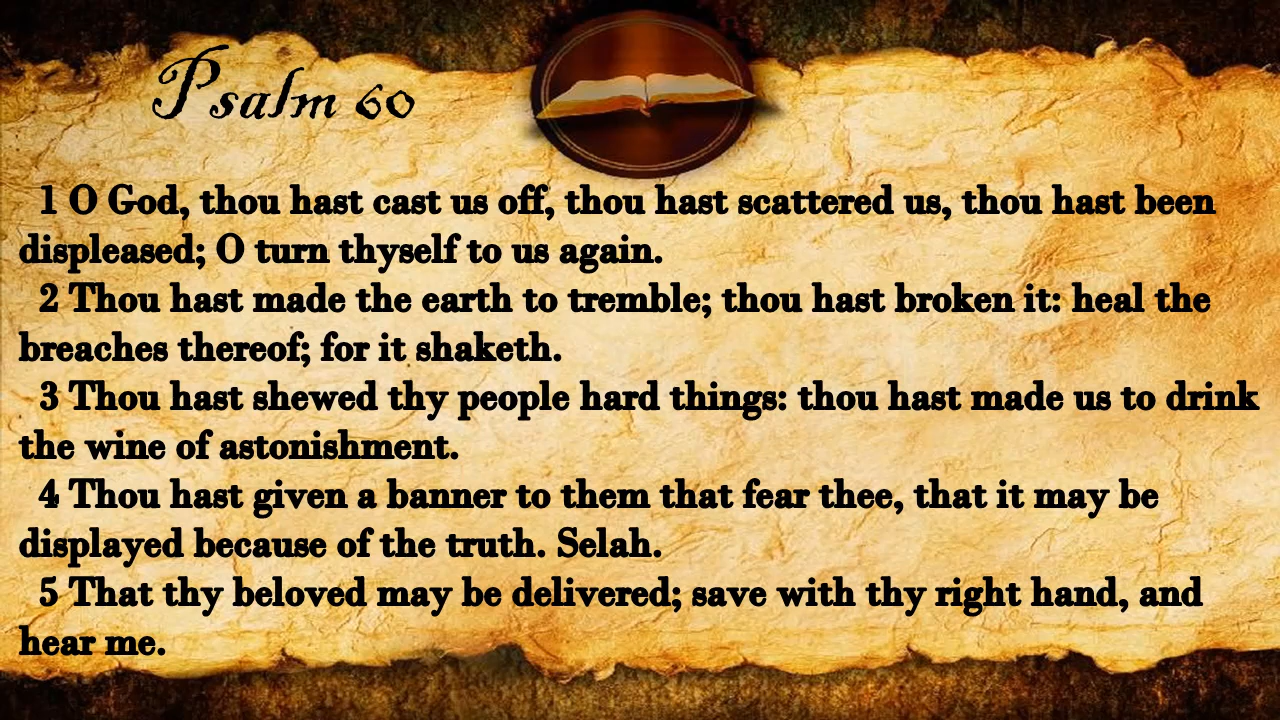 Psalm 60
1 O God, thou hast cast us off, thou hast scattered us, thou hast been
displeased; O turn thyself to us again.
2 Thou hast made the earth to tremble; thou hast broken it: heal the
breaches thereof; for it shaketh.
3 Thou hast shewed thy people hard things: thou hast made us to drink
the wine of astonishment.
4 Thou hast given a banner to them that fear thee, that it may be
displayed because of the truth. Selah.
5 That thy beloved may be delivered; save with thy right hand, and
hear me.